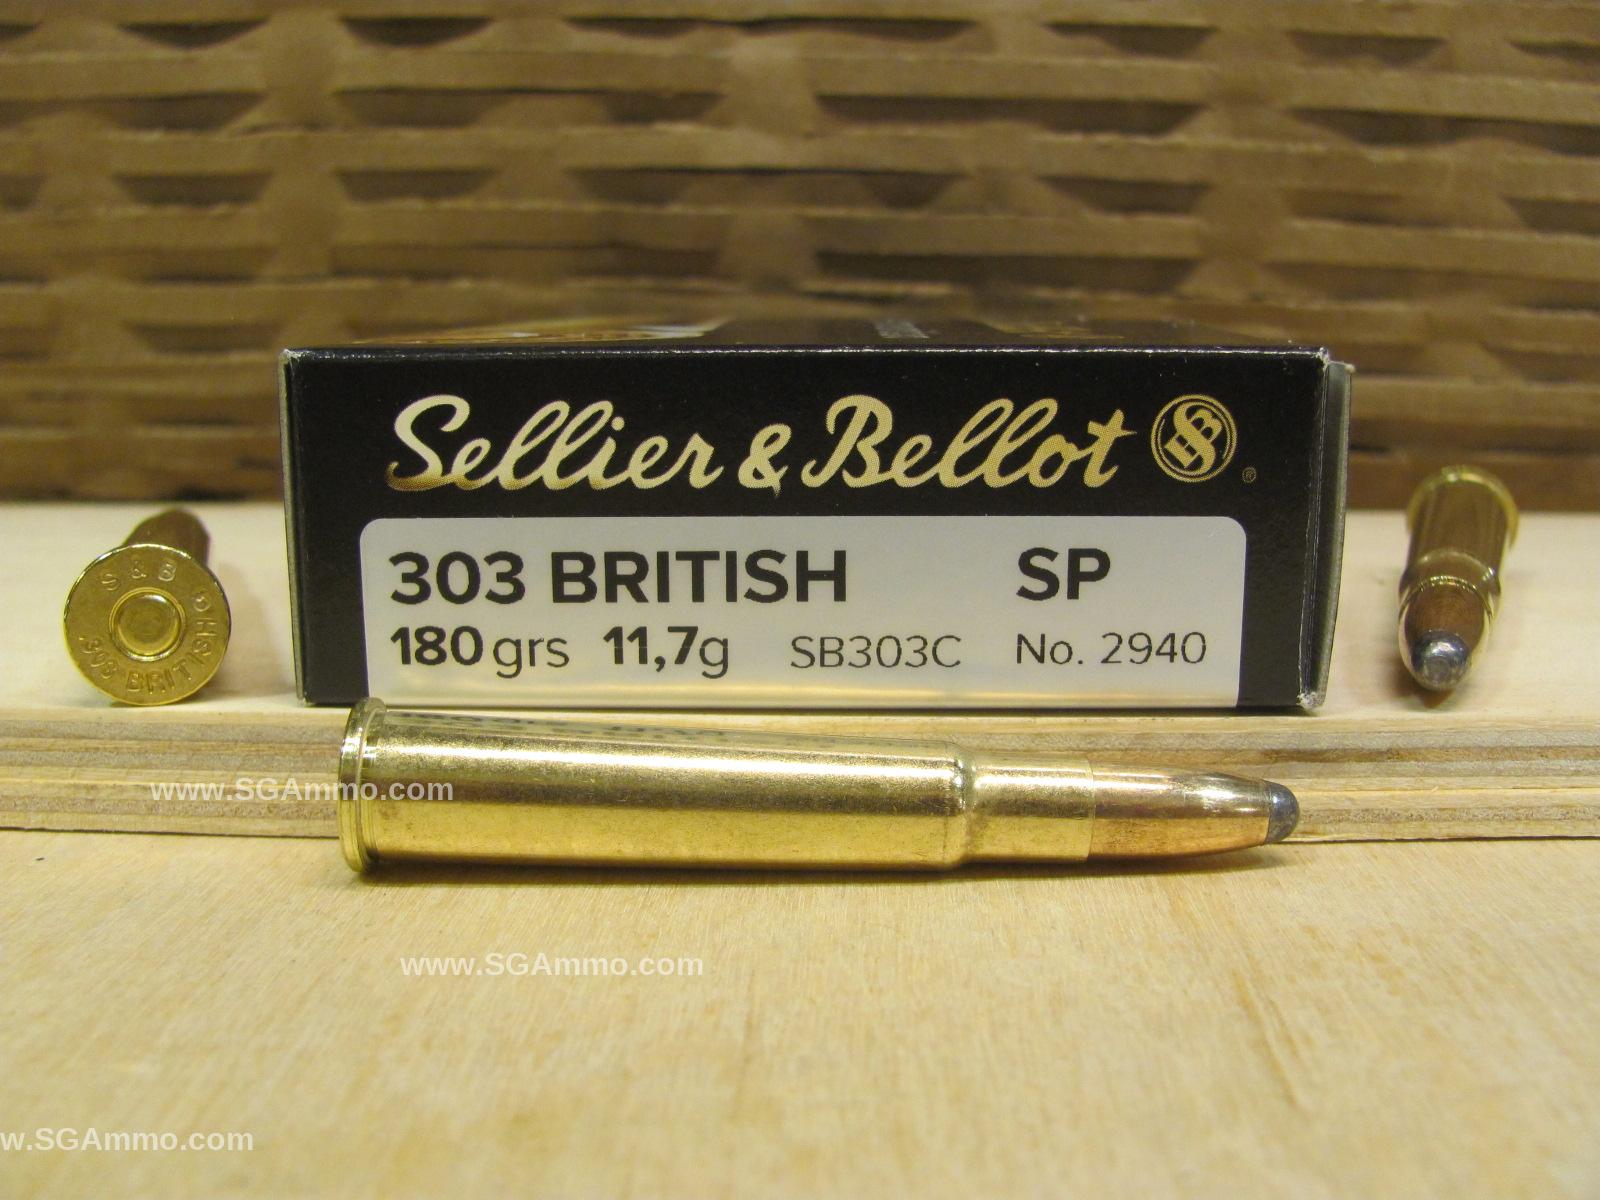 Sellier & Bellot SB
®
303 BRITISH SP
180 grs 11,7g SB303C No. 2940
S & B
.303 BRITISH
www.SGAmmo.com
www.SGAmmo.com
w.SGAmmo.com